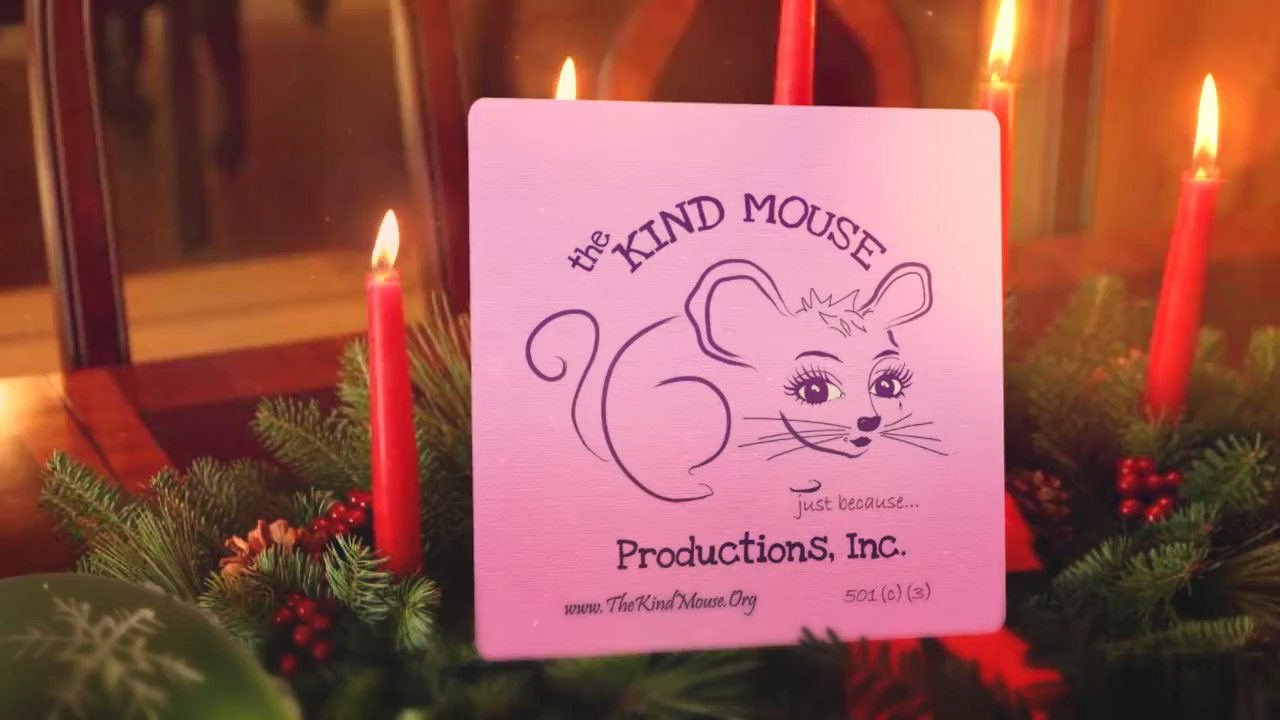 the KIND MOUSE
just because...
Productions, Inc.
www.TheKindMouse.Org 501(c)(3)